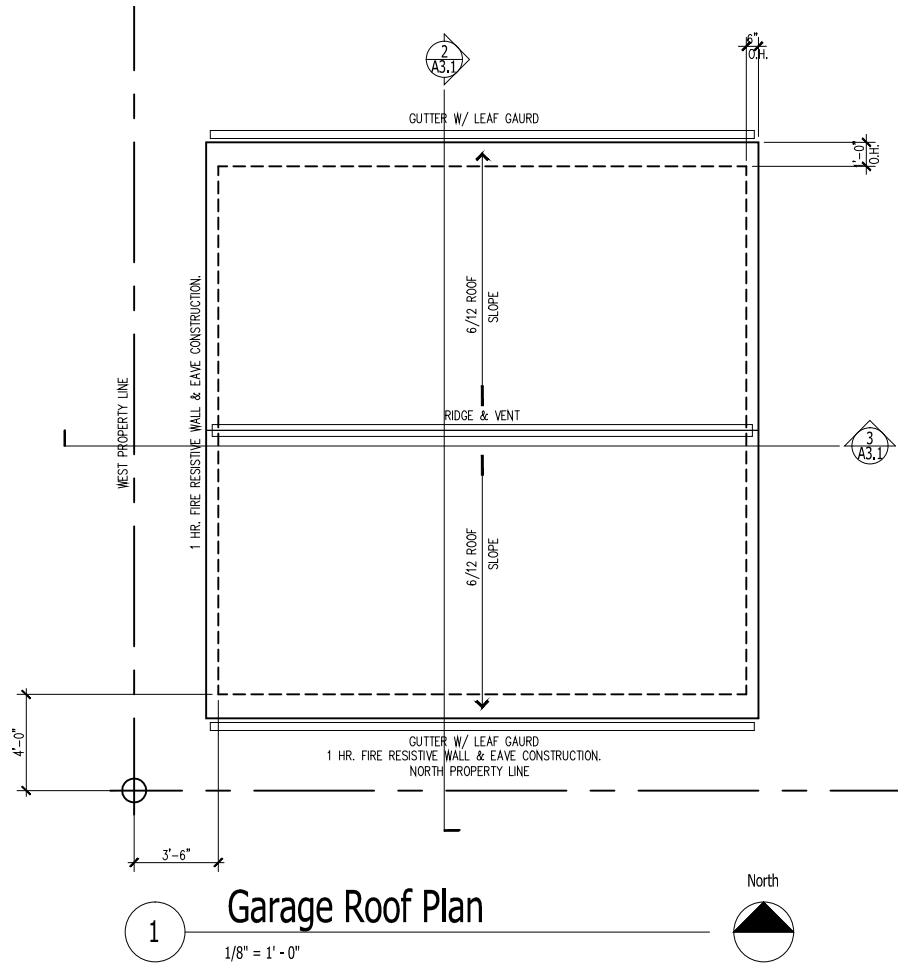 2
A3.1
6"
O.H.
GUTTER W/ LEAF GAURD
1'-0"
O.H.
1 HR. FIRE RESISTIVE WALL & EAVE CONSTRUCTION.
6/12 ROOF
SLOPE
WEST PROPERTY LINE
RIDGE & VENT
3
A3.1
6/12 ROOF
SLOPE
4'-0"
GUTTER W/ LEAF GAURD
1 HR. FIRE RESISTIVE WALL & EAVE CONSTRUCTION.
NORTH PROPERTY LINE
3'-6"
North
1
Garage Roof Plan
1/8" = 1' - 0"